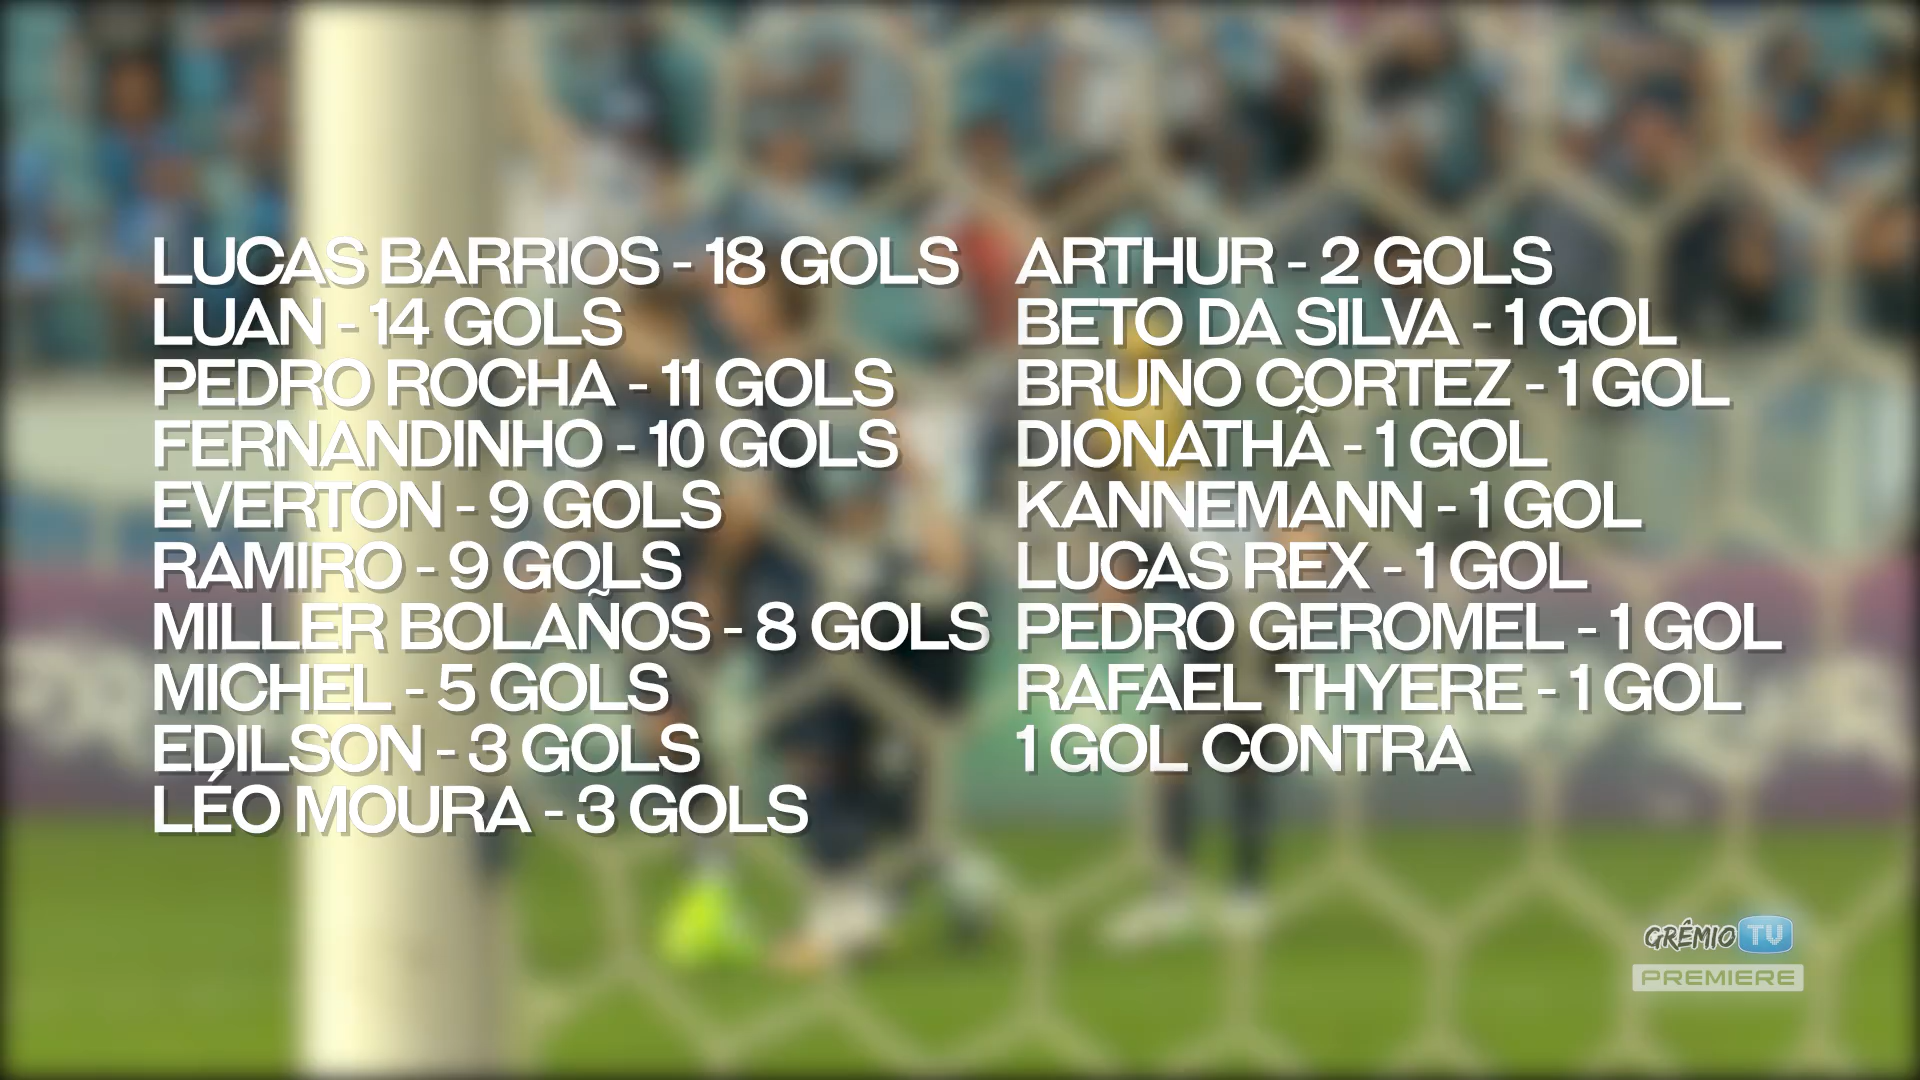 LUCAS BARRIOS - 18 GOLS
LUAN - 14 GOLS
PEDRO ROCHA - 11 GOLS
FERNANDINHO - 10 GOLS
EVERTON - 9 GOLS
RAMIRO - 9 GOLS
MILLER BOLAÑOS - 8 GOLS
MICHEL - 5 GOLS
EDILSON - 3 GOLS
LÉO MOURA - 3 GOLS
ARTHUR - 2 GOLS
BETO DA SILVA - 1 GOL
BRUNO CORTEZ - 1 GOL
DIONATHÃ - 1 GOL
KANNEMANN - 1 GOL
LUCAS REX - 1 GOL
PEDRO GEROMEL - 1 GOL
RAFAEL THYERE - 1 GOL
1 GOL CONTRA
GRÊMIO TV
PREMIERE